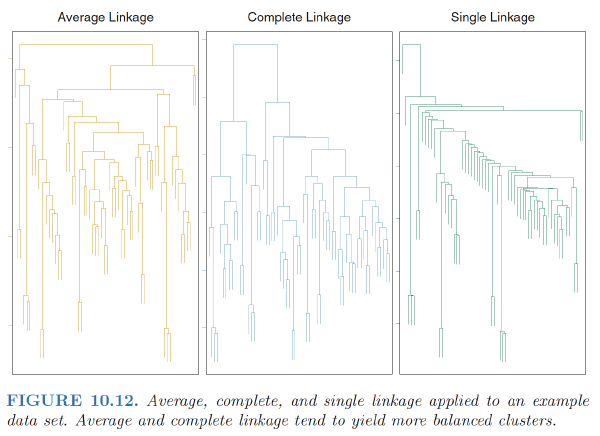 Average Linkage
Complete Linkage
Single Linkage
FIGURE 10.12. Average, complete, and single linkage applied to an example
data set. Average and complete linkage tend to yield more balanced clusters.